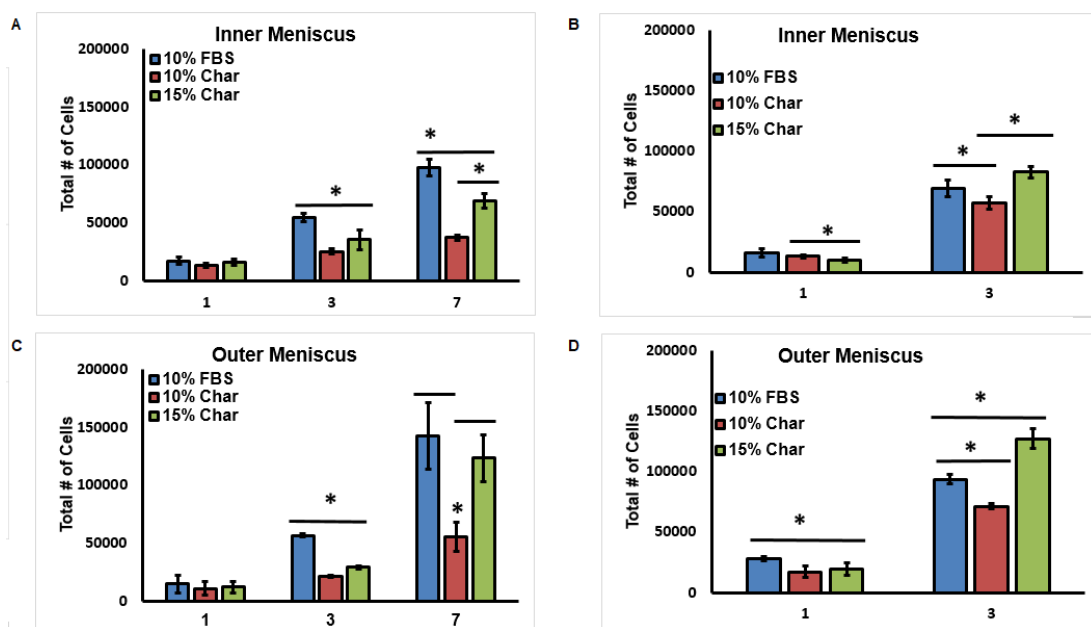 A
Inner Meniscus
200000
150000
100000
50000
0
Total # of Cells
10% FBS
10% Char
15% Char
*
*
*
1 3 7
B
Inner Meniscus
200000
150000
100000
50000
0
Total # of Cells
10% FBS
10% Char
15% Char
*
*
*
1 3
C
Outer Meniscus
200000
150000
100000
50000
0
Total # of Cells
10% FBS
10% Char
15% Char
*
*
1 3 7
D
Outer Meniscus
200000
150000
100000
50000
0
Total # of Cells
10% FBS
10% Char
15% Char
*
*
*
1 3